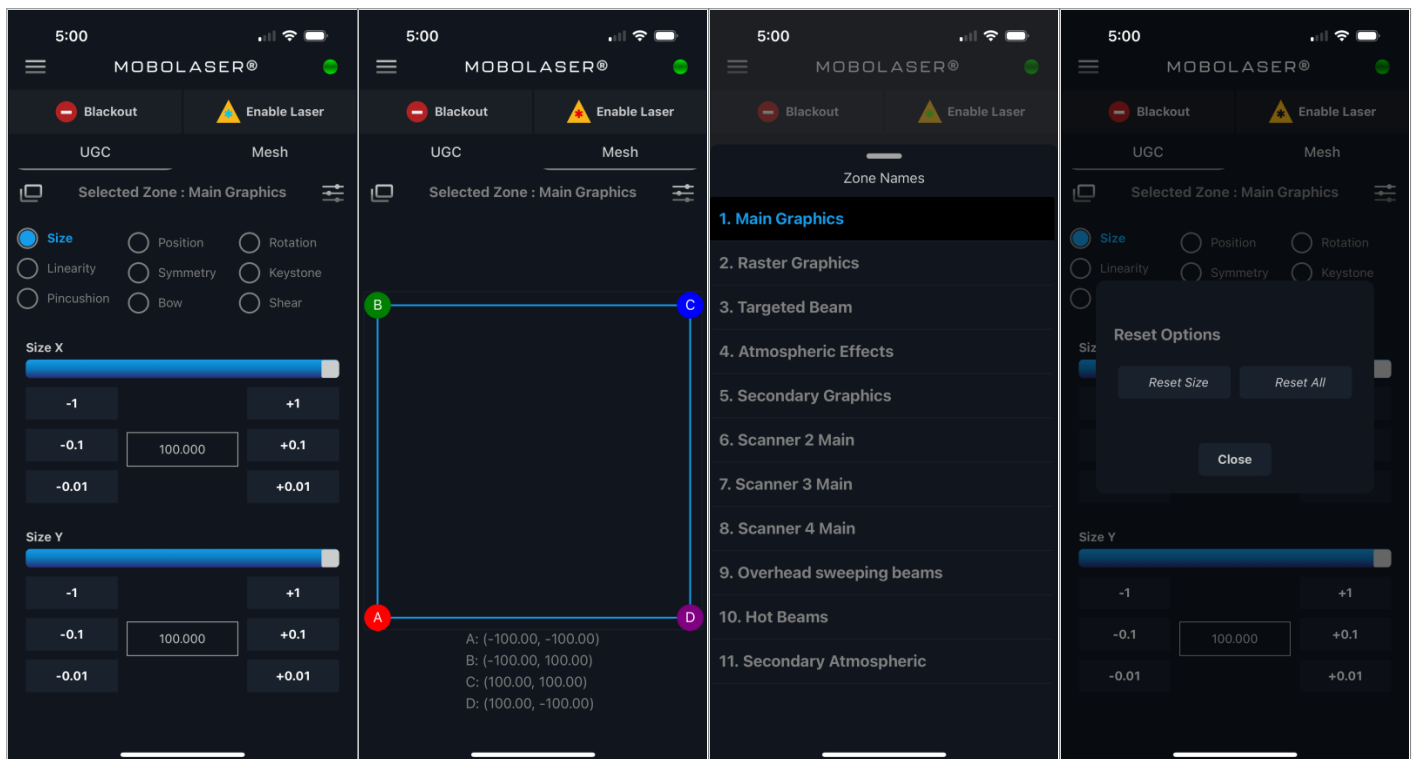 5:00
MOBOLASER®
Blackout
Enable Laser
UGC
Mesh
Selected Zone : Main Graphics
Size
Position
Rotation
Linearity
Symmetry
Keystone
Pincushion
Bow
Shear
Size X
-1
+1
-0.1
100.000
+0.1
-0.01
+0.01
Size Y
-1
+1
-0.1
100.000
+0.1
-0.01
+0.01
5:00
MOBOLASER®
Blackout
Enable Laser
UGC
Mesh
Selected Zone : Main Graphics
B
C
A
D
A: (-100.00, -100.00)
B: (-100.00, 100.00)
C: (100.00, 100.00)
D: (100.00, -100.00)
5:00
MOBOLASER®
Blackout
Enable Laser
Zone Names
1. Main Graphics
2. Raster Graphics
3. Targeted Beam
4. Atmospheric Effects
5. Secondary Graphics
6. Scanner 2 Main
7. Scanner 3 Main
8. Scanner 4 Main
9. Overhead sweeping beams
10. Hot Beams
11. Secondary Atmospheric
5:00
MOBOLASER®
Blackout
Enable Laser
UGC
Mesh
Selected Zone : Main Graphics
Size
Position
Rotation
Linearity
Symmetry
Keystone
Reset Options
Siz
Reset Size
Reset All
Close
Size Y
-1
+1
-0.1
100.000
+0.1
-0.01
+0.01